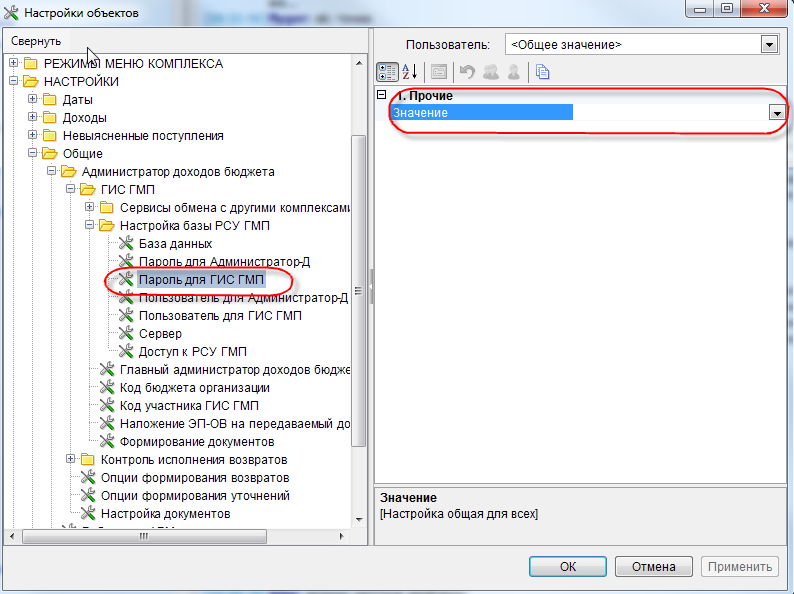 Настройки объектов
Свернуть
РЕЖИМЫ МЕНЮ КОМПЛЕКСА
НАСТРОЙКИ
Даты
Доходы
Невыясненные поступления
Общие
Администратор доходов бюджета
ГИС ГМП
Сервисы обмена с другими комплексами
Настройка базы РСУ ГМП
База данных
Пароль для Администратор-Д
Пароль для ГИС ГМП
Пользователь для Администратор-Д
Пользователь для ГИС ГМП
Сервер
Доступ к РСУ ГМП
Главный администратор доходов бюдже
Код бюджета организации
Код участника ГИС ГМП
Наложение ЭП-ОВ на передаваемый до
Формирование документов
Контроль исполнения возвратов
Опции формирования возвратов
Опции формирования уточнений
Настройка документов
Пользователь: <Общее значение>
1. Прочие
Значение
Значение
[Настройка общая для всех]
ОК Отмена Применить